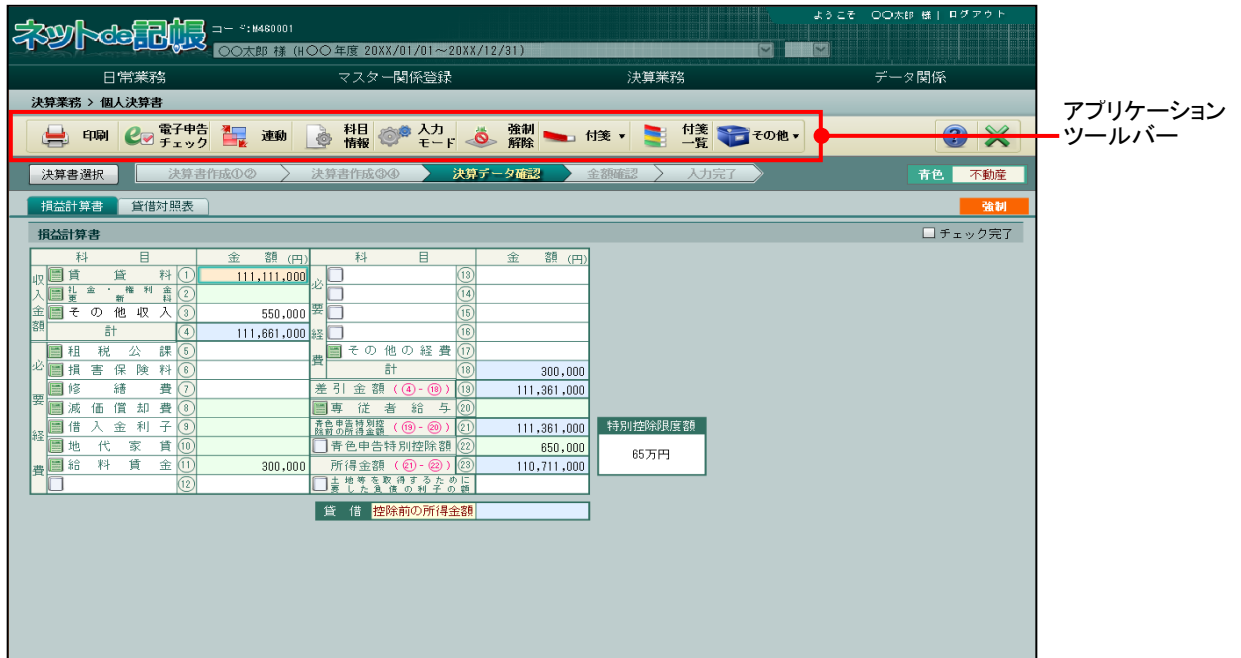 ようこそ 〇〇太郎 様 | ログアウト
ネットde記帳 コード:M460001
〇〇太郎 様 (H〇〇年度 20XX/01/01～20XX/12/31)
日常業務 マスター関係登録 決算業務 データ関係
決算業務 > 個人決算書
印刷 電子申告チェック 連動 科目情報 入力モード 強制解除 付箋 ▼ 付箋一覧 その他 ▼ ?
アプリケーション
ツールバー
決算書選択 決算書作成①② 決算書作成③④ 決算データ確認 金額確認 入力完了 青色 不動産
損益計算書 貸借対照表 強制
損益計算書 チェック完了
科 目 金 額 (円) 科 目 金 額 (円)
収入金額
賃貸料 ① 111,111,000
礼金・権利金更新料 ②
その他収入 ③ 550,000
計 ④ 111,661,000
必要経費
租税公課 ⑤
損害保険料 ⑥
修繕費 ⑦
減価償却費 ⑧
借入金利子 ⑨
地代家賃 ⑩
給料賃金 ⑪ 300,000
⑫
必要経費
⑬
⑭
⑮
⑯
その他の経費 ⑰
計 ⑱ 300,000
差引金額 (④-⑱) ⑲ 111,361,000
専従者給与 ⑳
青色申告特別控除前の所得金額 (⑲-⑳) ㉑ 111,361,000
青色申告特別控除額 ㉒ 650,000
所得金額 (㉑-㉒) ㉓ 110,711,000
土地等を取得するために要した負債の利子の額
貸借 控除前の所得金額
特別控除限度額
65万円